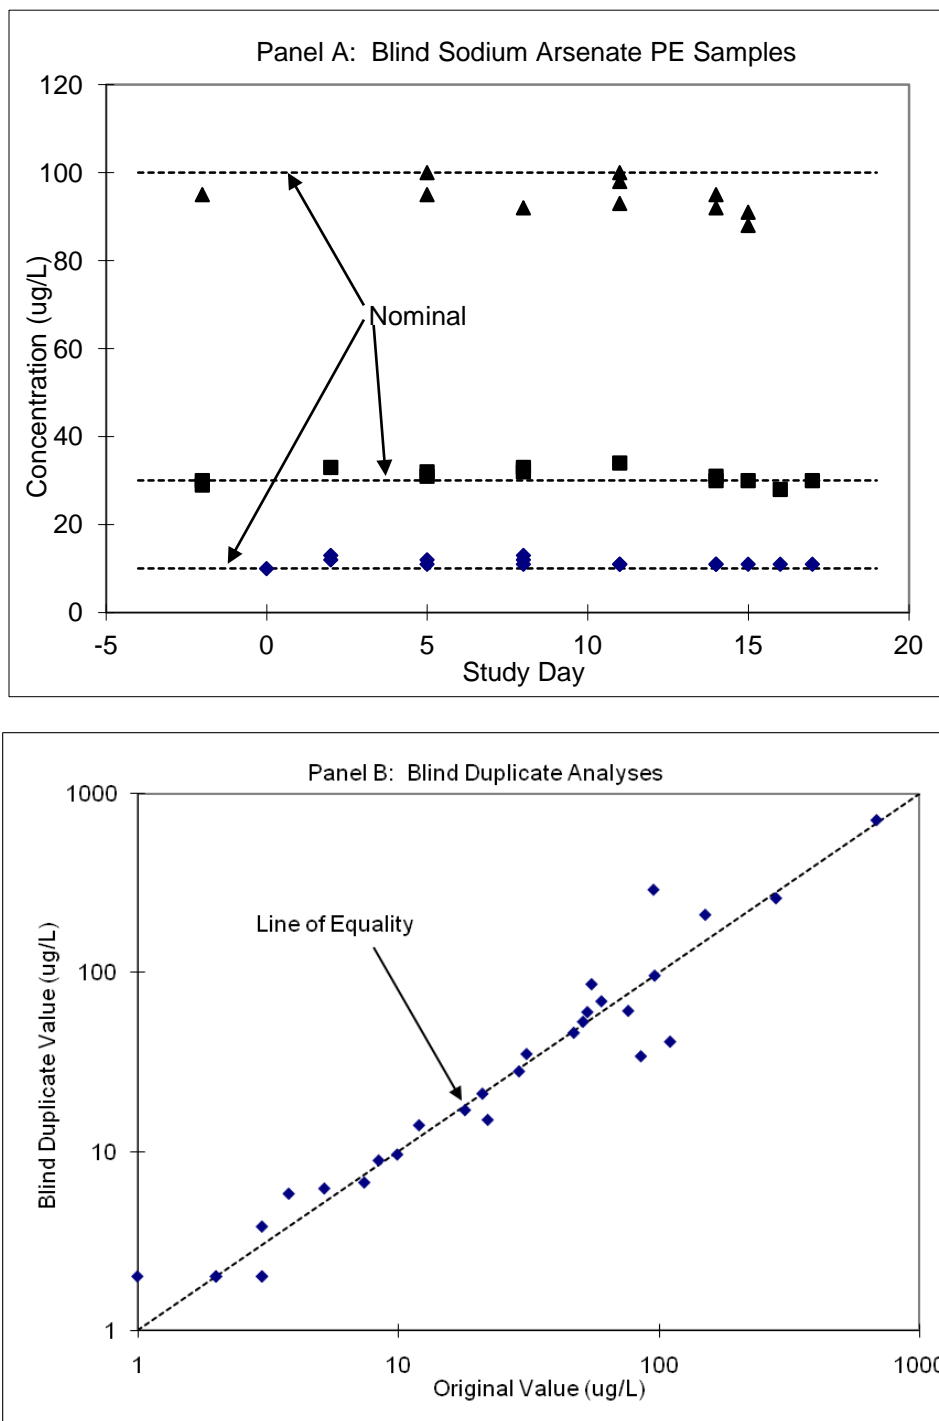 Panel A:  Blind Sodium Arsenate PE Samples
120
100
80
60
40
20
0
Concentration (ug/L)
Nominal
-5 0 5 10 15 20
Study Day
Panel B:  Blind Duplicate Analyses
1000
100
10
1
Blind Duplicate Value (ug/L)
Line of Equality
1 10 100 1000
Original Value (ug/L)